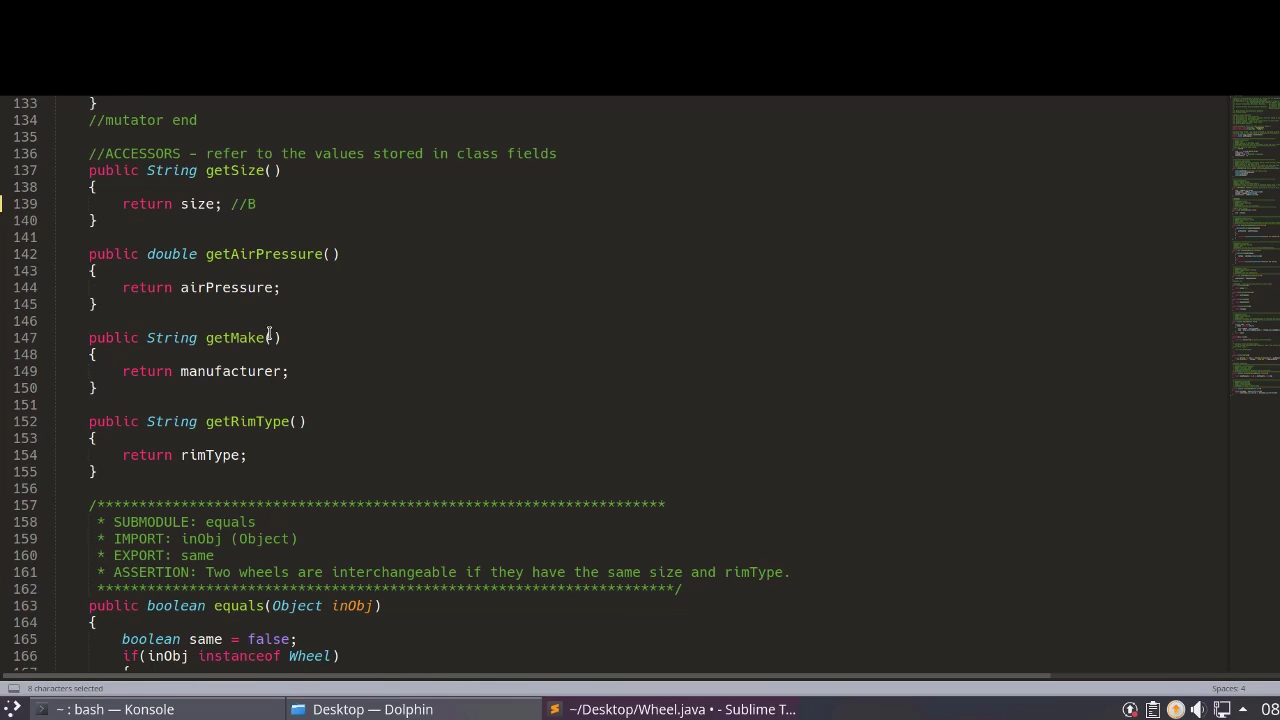 133 }
134 //mutator end
135
136 //ACCESSORS - refer to the values stored in class fields
137 public String getSize()
138 {
139 return size; //B
140 }
141
142 public double getAirPressure()
143 {
144 return airPressure;
145 }
146
147 public String getMake()
148 {
149 return manufacturer;
150 }
151
152 public String getRimType()
153 {
154 return rimType;
155 }
156
157 /********************************************************************
158 * SUBMODULE: equals
159 * IMPORT: inObj (Object)
160 * EXPORT: same
161 * ASSERTION: Two wheels are interchangeable if they have the same size and rimType.
162 *********************************************************************/
163 public boolean equals(Object inObj)
164 {
165 boolean same = false;
166 if(inObj instanceof Wheel)
8 characters selected
Spaces: 4
~ : bash — Konsole
Desktop — Dolphin
~/Desktop/Wheel.java • - Sublime T...
08